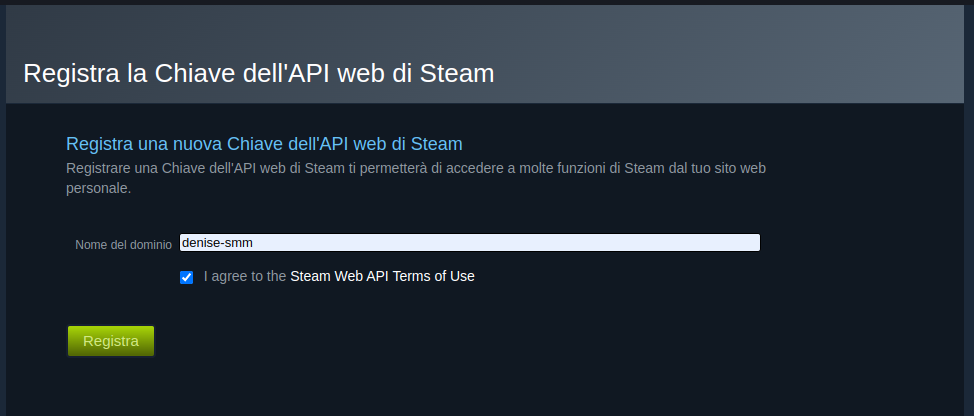 Registra la Chiave dell'API web di Steam
Registra una nuova Chiave dell'API web di Steam
Registrare una Chiave dell'API web di Steam ti permetterà di accedere a molte funzioni di Steam dal tuo sito web
personale.
Nome del dominio denise-smm
I agree to the Steam Web API Terms of Use
Registra